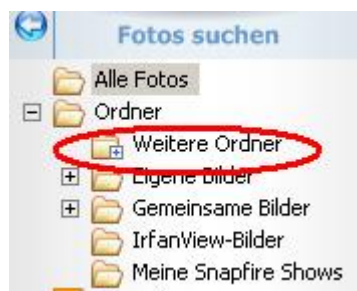 Fotos suchen
Alle Fotos
Ordner
Weitere Ordner
Eigene Bilder
Gemeinsame Bilder
IrfanView-Bilder
Meine Snapfire Shows